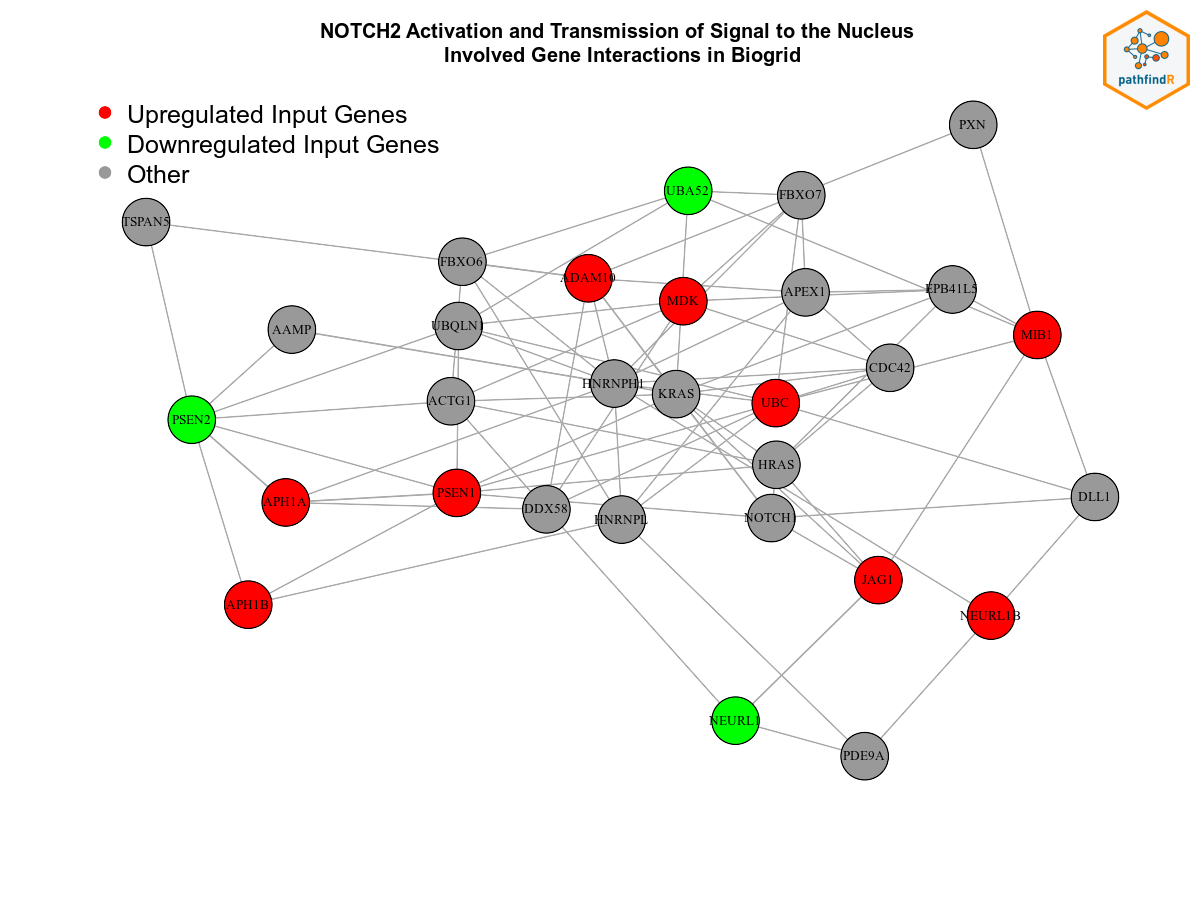 NOTCH2 Activation and Transmission of Signal to the Nucleus
Involved Gene Interactions in Biogrid
pathfindR
Upregulated Input Genes
Downregulated Input Genes
Other
PXN
UBA52
FBXO7
TSPAN5
FBXO6
ADAM10
MDK
APEX1
EPB41L5
AAMP
UBQLN1
MIB1
CDC42
HNRNPH1
KRAS
ACTG1
UBC
PSEN2
HRAS
PSEN1
APH1A
DDX58
HNRNPL
NOTCH1
DLL1
JAG1
APH1B
NEURL1B
NEURL1
PDE9A